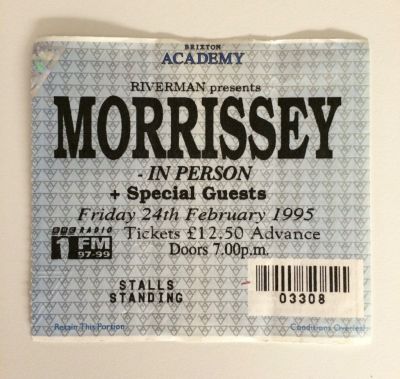 BRIXTON
ACADEMY
RIVERMAN presents
MORRISSEY
- IN PERSON
+ Special Guests
Friday 24th February 1995
BBC RADIO
1 FM
97-99
Tickets £12.50 Advance
Doors 7.00p.m.
STALLS
STANDING
03308
Retain This Portion
Conditions Overleaf